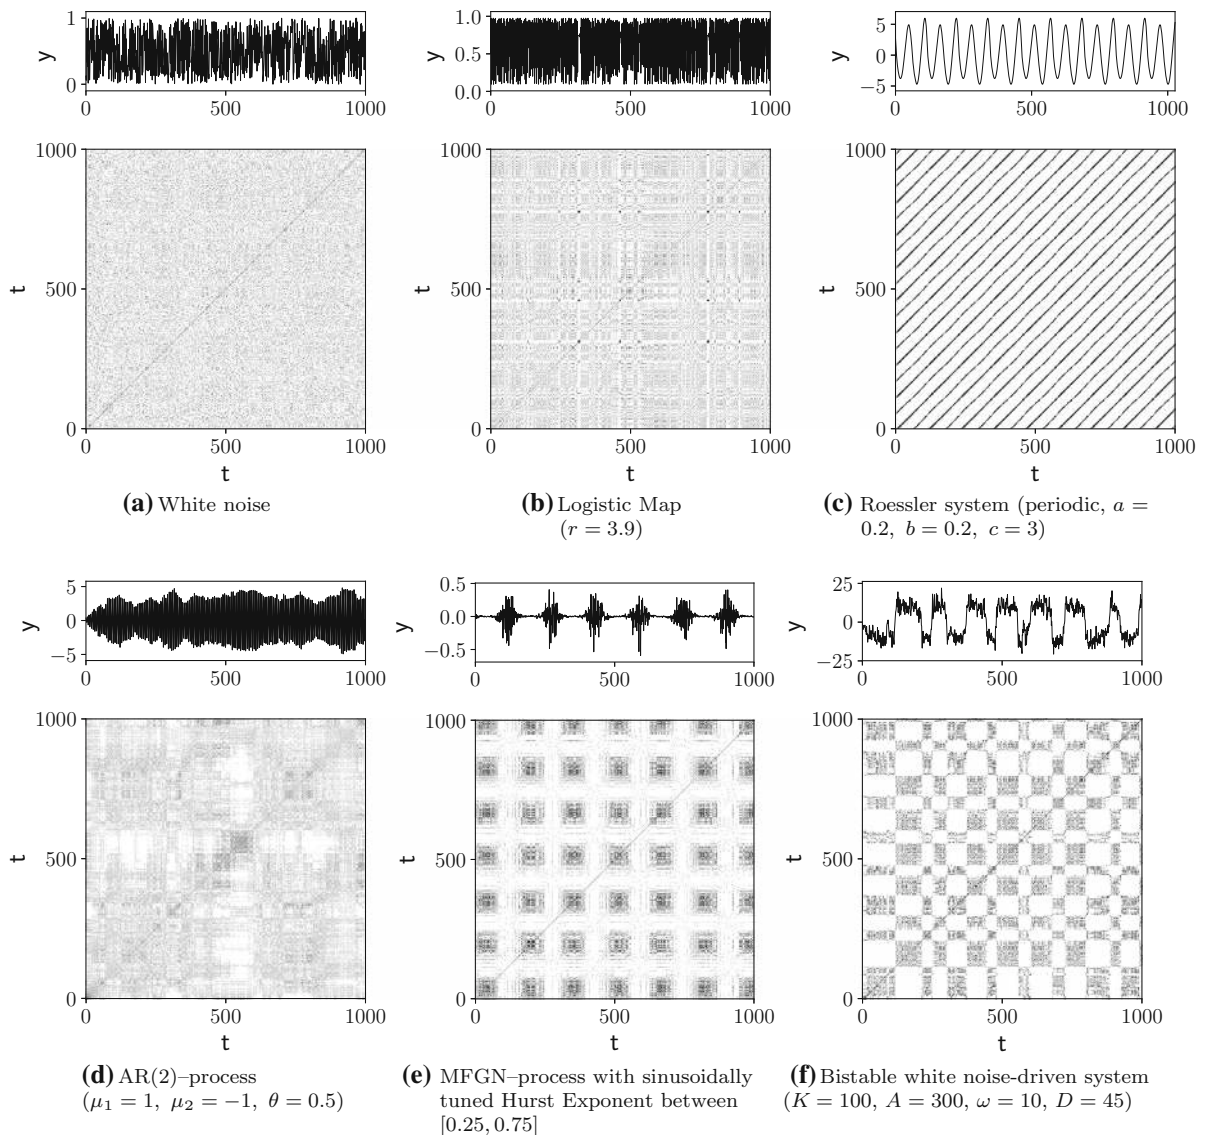 1
0
y
0 500 1000
1.0
0.5
0.0
y
0 500 1000
5
0
−5
y
0 500 1000
1000
500
0
t
0 500 1000
t
1000
500
0
t
0 500 1000
t
1000
500
0
t
0 500 1000
t
(a) White noise
(b) Logistic Map
(r = 3.9)
(c) Roessler system (periodic, a =
0.2, b = 0.2, c = 3)
5
0
−5
y
0 500 1000
0.5
0.0
−0.5
y
0 500 1000
25
0
−25
y
0 500 1000
1000
500
0
t
0 500 1000
t
1000
500
0
t
0 500 1000
t
1000
500
0
t
0 500 1000
t
(d) AR(2)–process
(μ1 = 1, μ2 = −1, θ = 0.5)
(e) MFGN–process with sinusoidally
tuned Hurst Exponent between
[0.25, 0.75]
(f) Bistable white noise-driven system
(K = 100, A = 300, ω = 10, D = 45)